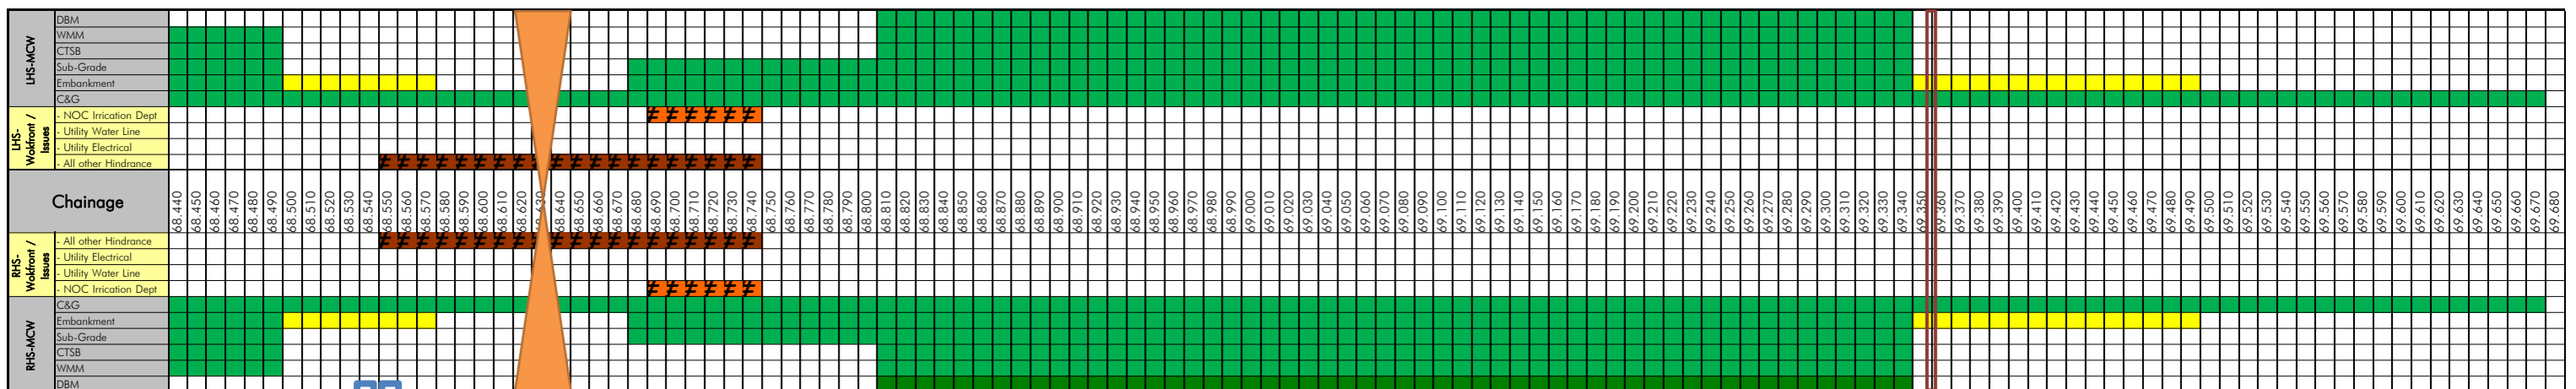 LHS-MCW
DBM
WMM
CTSB
Sub-Grade
Embankment
C&G
LHS-
Wokfront /
Issues
- NOC Irrication Dept
# # # # # #
- Utility Water Line
- Utility Electrical
- All other Hindrance
# # # # # # # # # # # # # # # # # # #
Chainage
68.440 68.450 68.460 68.470 68.480 68.490 68.500 68.510 68.520 68.530 68.540 68.550 68.560 68.570 68.580 68.590 68.600 68.610 68.620 68.640 68.650 68.660 68.670 68.680 68.690 68.700 68.710 68.720 68.730 68.740 68.750 68.760 68.770 68.780 68.790 68.800 68.810 68.820 68.830 68.840 68.850 68.860 68.870 68.880 68.890 68.900 68.910 68.920 68.930 68.940 68.950 68.960 68.970 68.980 68.990 69.000 69.010 69.020 69.030 69.040 69.050 69.060 69.070 69.080 69.090 69.100 69.110 69.120 69.130 69.140 69.150 69.160 69.170 69.180 69.190 69.200 69.210 69.220 69.230 69.240 69.250 69.260 69.270 69.280 69.290 69.300 69.310 69.320 69.330 69.340 69.350 69.360 69.370 69.380 69.390 69.400 69.410 69.420 69.430 69.440 69.450 69.460 69.470 69.480 69.490 69.500 69.510 69.520 69.530 69.540 69.550 69.560 69.570 69.580 69.590 69.600 69.610 69.620 69.630 69.640 69.650 69.660 69.670 69.680
RHS-
Wokfront /
Issues
- All other Hindrance
# # # # # # # # # # # # # # # # # # #
- Utility Electrical
- Utility Water Line
- NOC Irrication Dept
# # # # # #
RHS-MCW
C&G
Embankment
Sub-Grade
CTSB
WMM
DBM